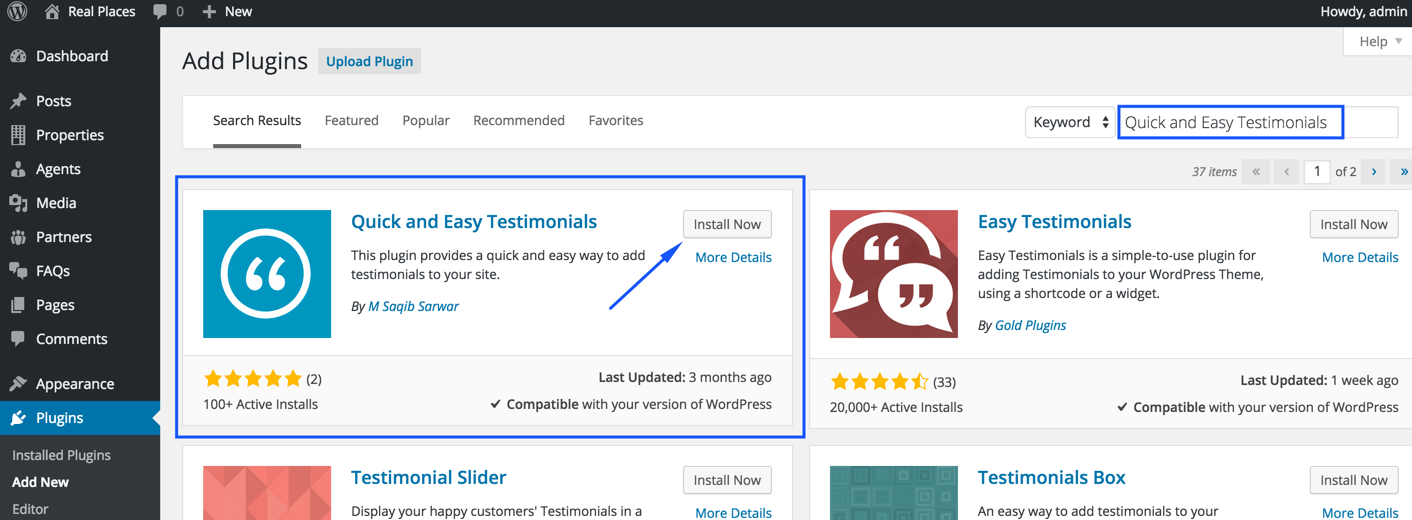 Real Places 0 + New Howdy, admin
Help
Add Plugins Upload Plugin
Dashboard
Posts
Properties
Agents
Media
Partners
FAQs
Pages
Comments
Appearance
Plugins
Installed Plugins
Add New
Editor
Search Results Featured Popular Recommended Favorites Keyword Quick and Easy Testimonials
37 items « ‹ 1 of 2 › »
Quick and Easy Testimonials Install Now
More Details
This plugin provides a quick and easy way to add
testimonials to your site.
By M Saqib Sarwar
(2) Last Updated: 3 months ago
100+ Active Installs ✔ Compatible with your version of WordPress
Easy Testimonials Install Now
More Details
Easy Testimonials is a simple-to-use plugin for
adding Testimonials to your WordPress Theme,
using a shortcode or a widget.
By Gold Plugins
(33) Last Updated: 1 week ago
20,000+ Active Installs ✔ Compatible with your version of WordPress
Testimonial Slider Install Now
Display your happy customers' Testimonials in a More Details
Testimonials Box Install Now
An easy way to add testimonials to your More Details